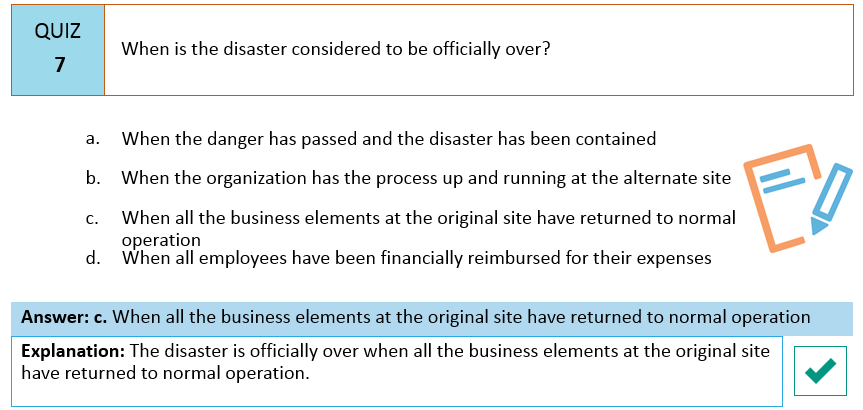 QUIZ
7
When is the disaster considered to be officially over?
a. When the danger has passed and the disaster has been contained
b. When the organization has the process up and running at the alternate site
c. When all the business elements at the original site have returned to normal
operation
d. When all employees have been financially reimbursed for their expenses
Answer: c. When all the business elements at the original site have returned to normal operation
Explanation: The disaster is officially over when all the business elements at the original site
have returned to normal operation.